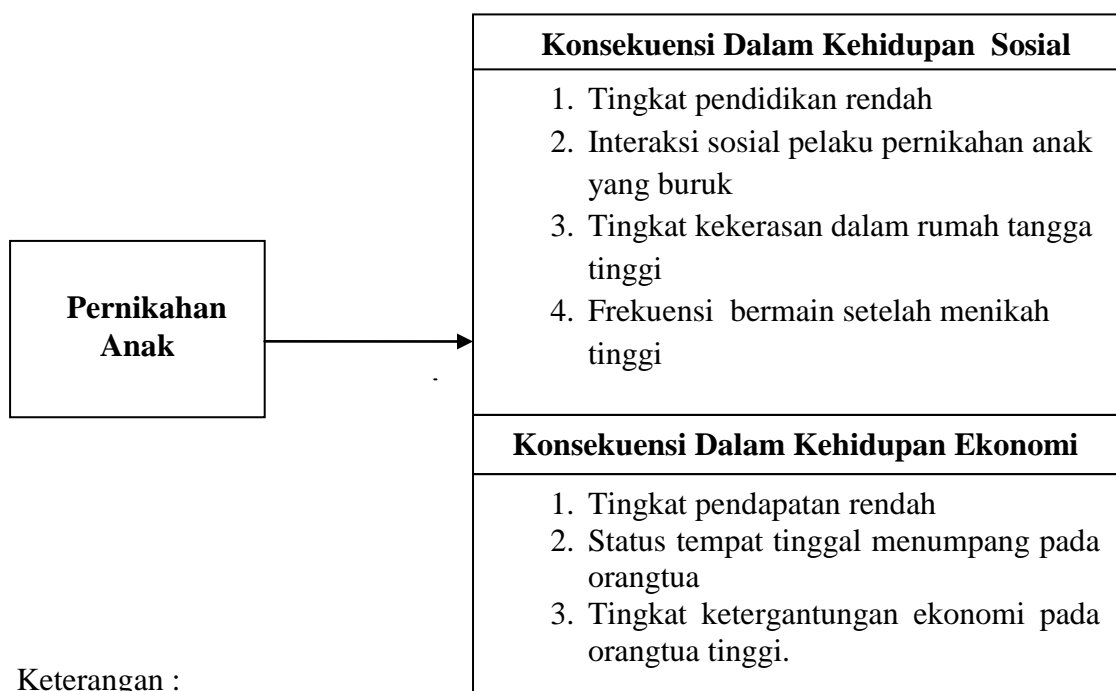 Konsekuensi Dalam Kehidupan Sosial
1. Tingkat pendidikan rendah
2. Interaksi sosial pelaku pernikahan anak
yang buruk
3. Tingkat kekerasan dalam rumah tangga
tinggi
4. Frekuensi bermain setelah menikah
tinggi
Pernikahan
Anak
Konsekuensi Dalam Kehidupan Ekonomi
1. Tingkat pendapatan rendah
2. Status tempat tinggal menumpang pada
orangtua
3. Tingkat ketergantungan ekonomi pada
orangtua tinggi.
Keterangan :